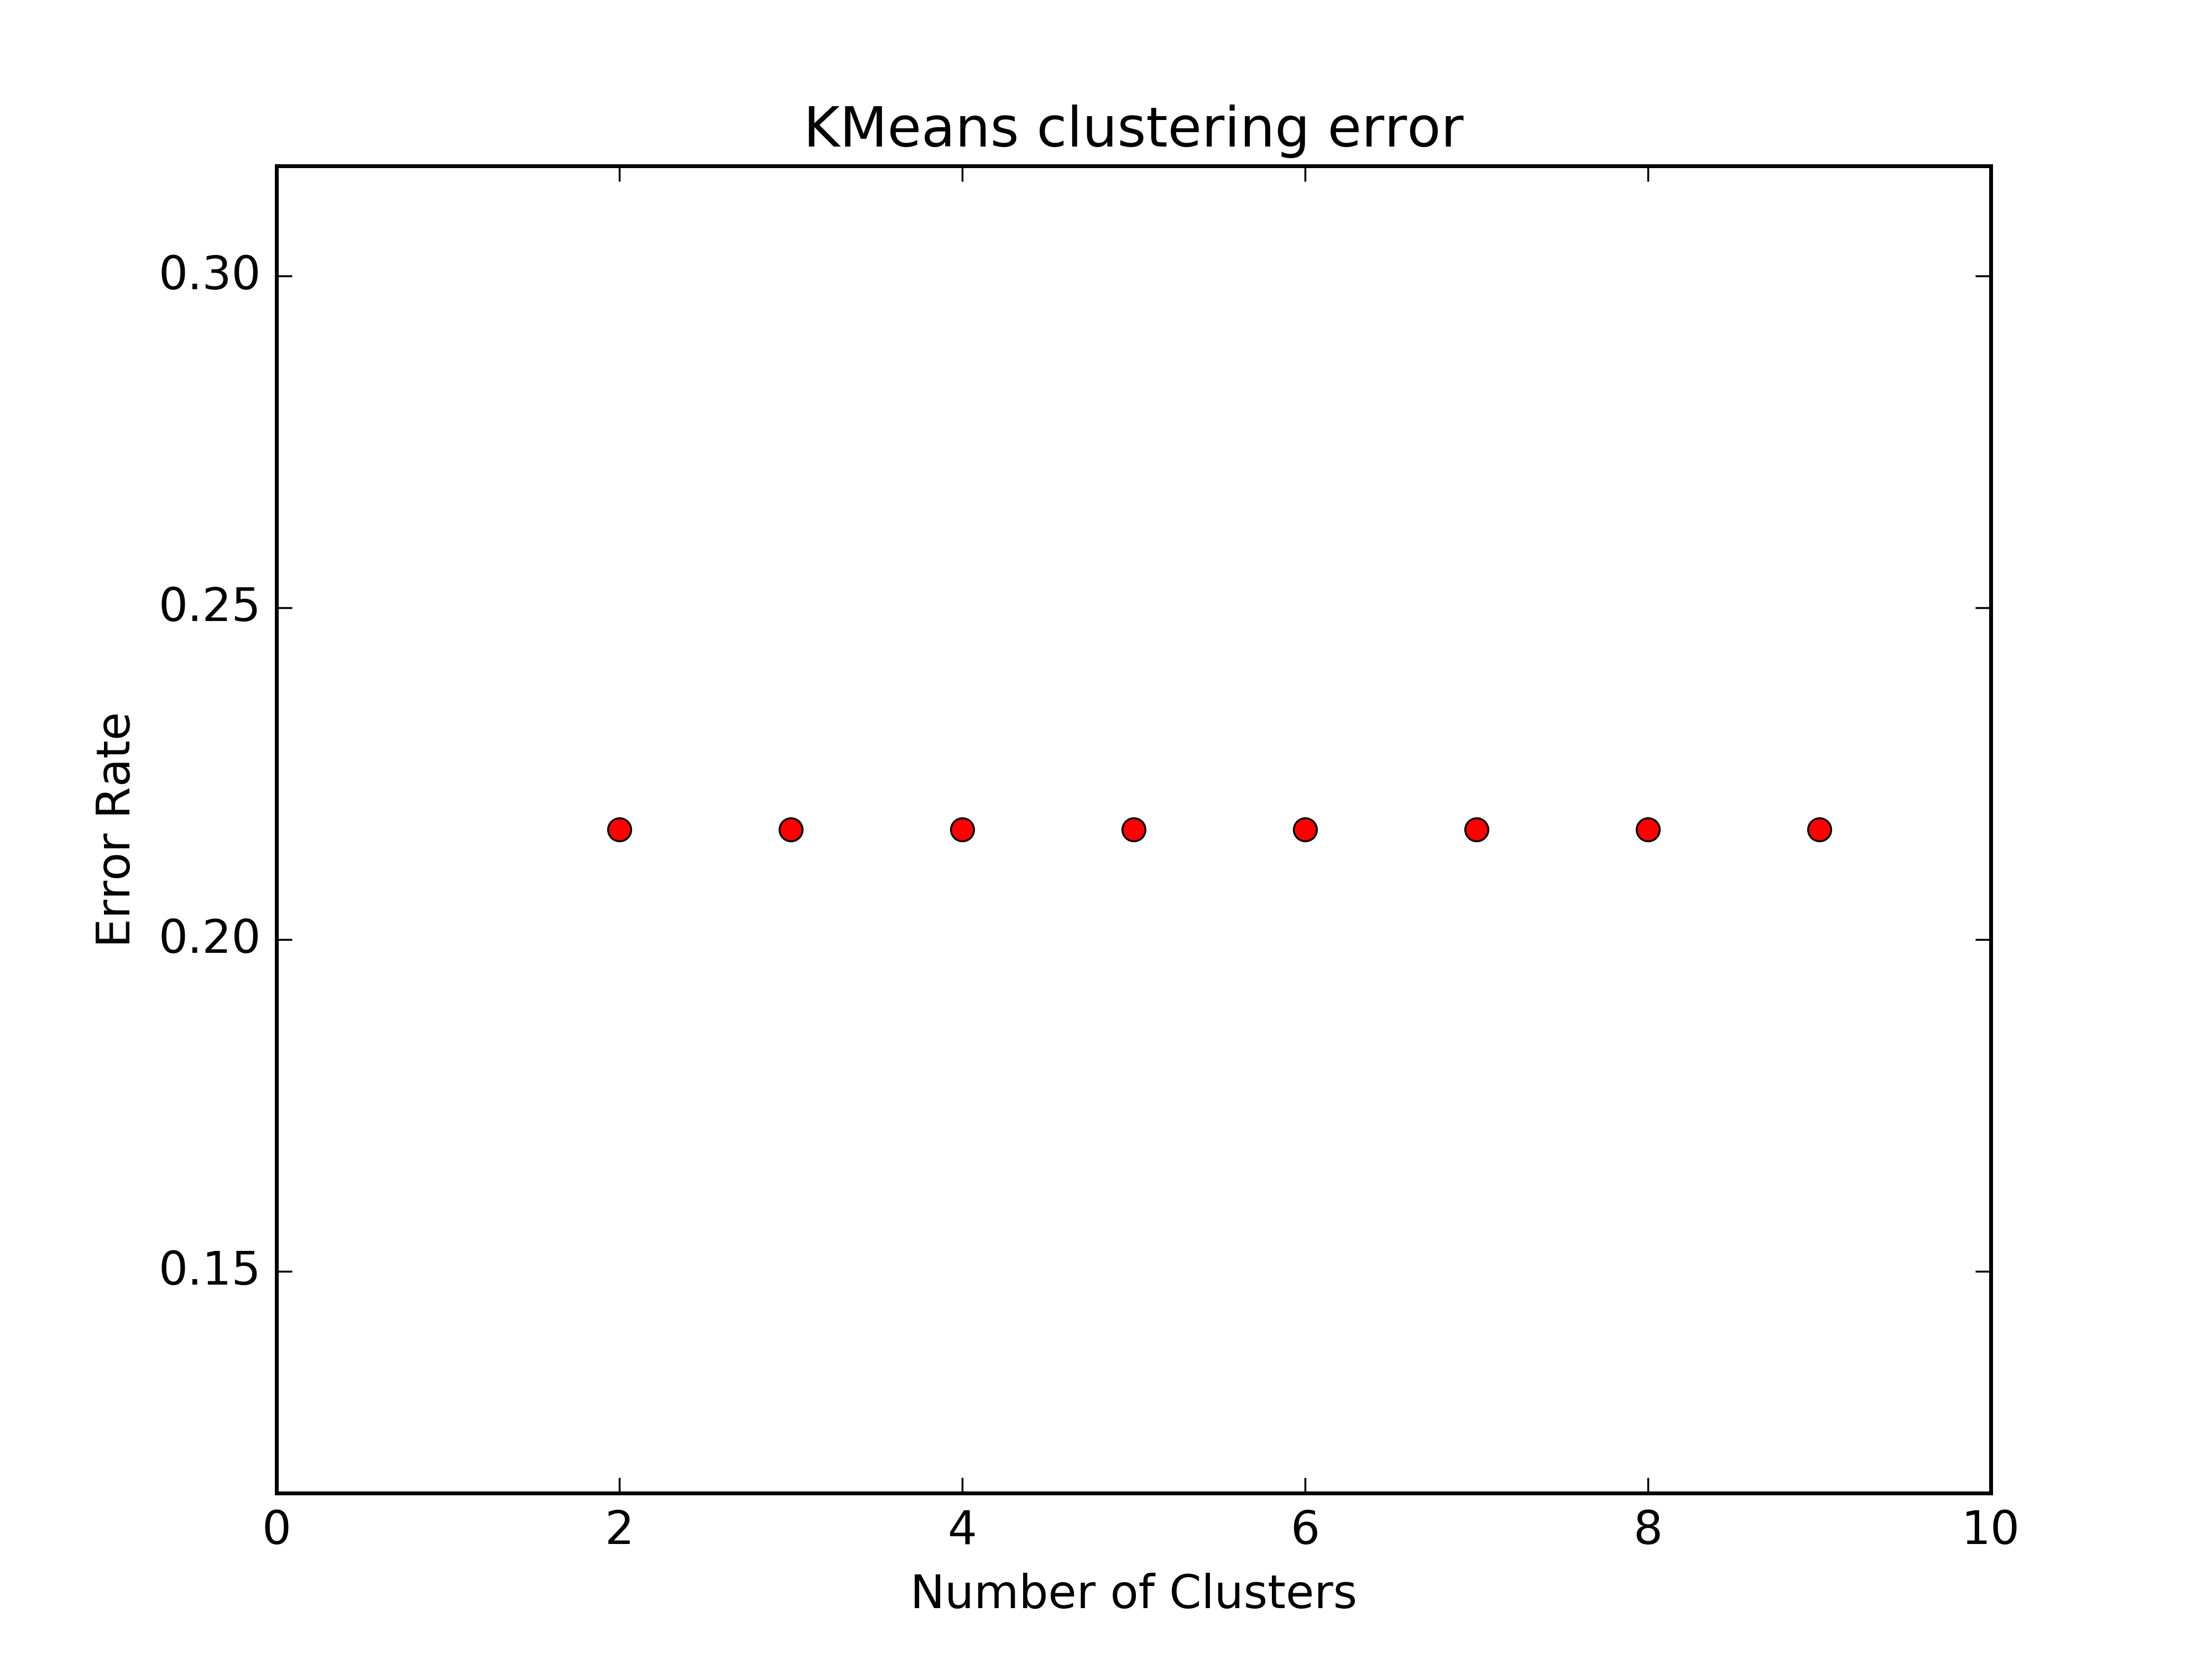 KMeans clustering error
0.30
0.25
0.20
0.15
Error Rate
0 2 4 6 8 10
Number of Clusters